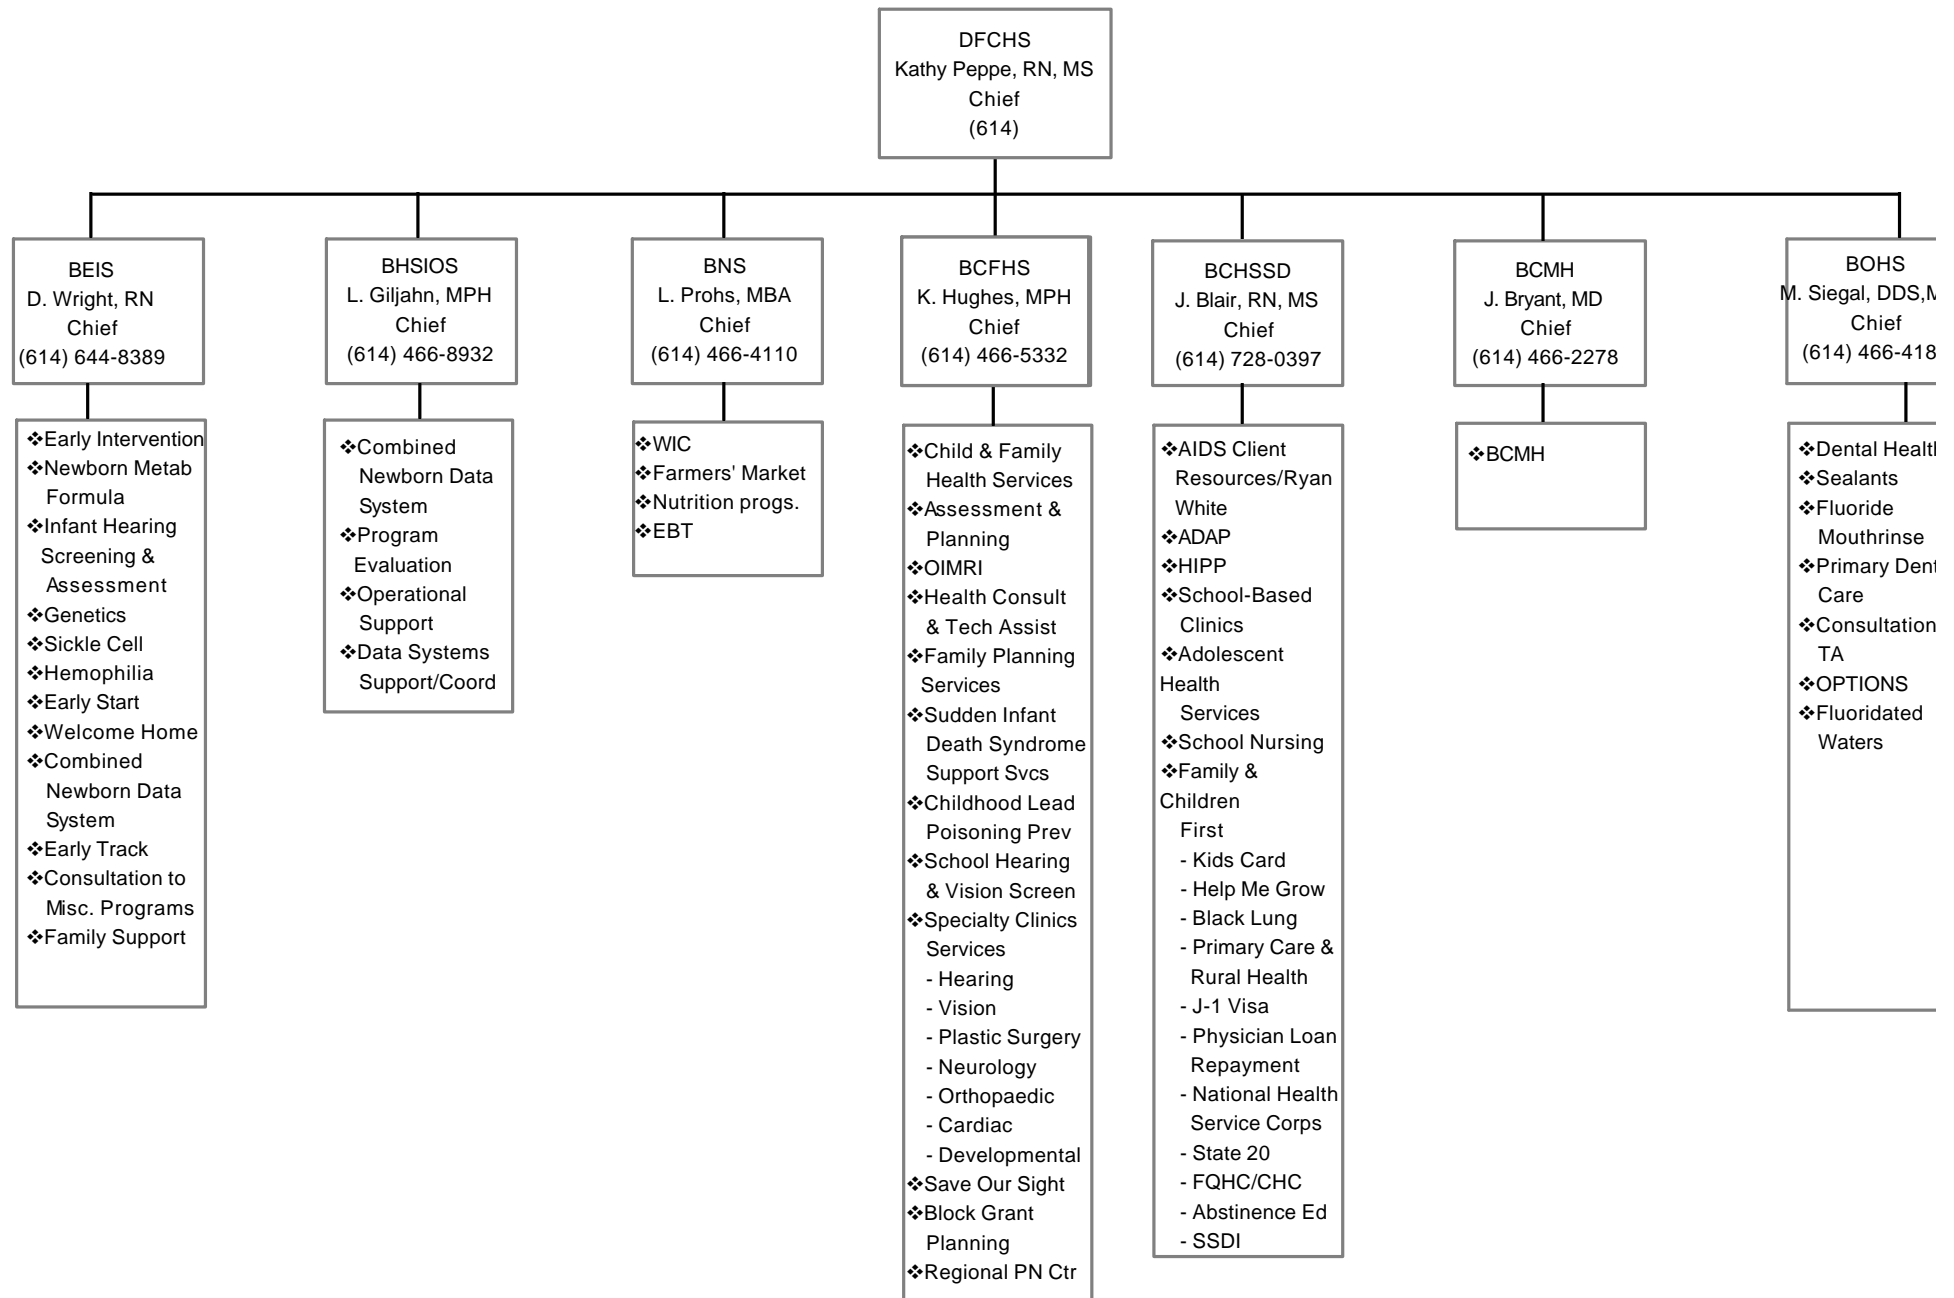 DFCHS
Kathy Peppe, RN, MS
Chief
(614)
BEIS
D. Wright, RN
Chief
(614) 644-8389
BHSIOS
L. Giljahn, MPH
Chief
(614) 466-8932
BNS
L. Prohs, MBA
Chief
(614) 466-4110
BCFHS
K. Hughes, MPH
Chief
(614) 466-5332
BCHSSD
J. Blair, RN, MS
Chief
(614) 728-0397
BCMH
J. Bryant, MD
Chief
(614) 466-2278
BOHS
M. Siegal, DDS,M
Chief
(614) 466-418
❖Early Intervention
❖Newborn Metab
Formula
❖Infant Hearing
Screening &
Assessment
❖Genetics
❖Sickle Cell
❖Hemophilia
❖Early Start
❖Welcome Home
❖Combined
Newborn Data
System
❖Early Track
❖Consultation to
Misc. Programs
❖Family Support
❖Combined
Newborn Data
System
❖Program
Evaluation
❖Operational
Support
❖Data Systems
Support/Coord
❖WIC
❖Farmers' Market
❖Nutrition progs.
❖EBT
❖Child & Family
Health Services
❖Assessment &
Planning
❖OIMRI
❖Health Consult
& Tech Assist
❖Family Planning
Services
❖Sudden Infant
Death Syndrome
Support Svcs
❖Childhood Lead
Poisoning Prev
❖School Hearing
& Vision Screen
❖Specialty Clinics
Services
- Hearing
- Vision
- Plastic Surgery
- Neurology
- Orthopaedic
- Cardiac
- Developmental
❖Save Our Sight
❖Block Grant
Planning
❖Regional PN Ctr
❖AIDS Client
Resources/Ryan
White
❖ADAP
❖HIPP
❖School-Based
Clinics
❖Adolescent
Health
Services
❖School Nursing
❖Family &
Children
First
- Kids Card
- Help Me Grow
- Black Lung
- Primary Care &
Rural Health
- J-1 Visa
- Physician Loan
Repayment
- National Health
Service Corps
- State 20
- FQHC/CHC
- Abstinence Ed
- SSDI
❖BCMH
❖Dental Health
❖Sealants
❖Fluoride
Mouthrinse
❖Primary Dent
Care
❖Consultation
TA
❖OPTIONS
❖Fluoridated
Waters